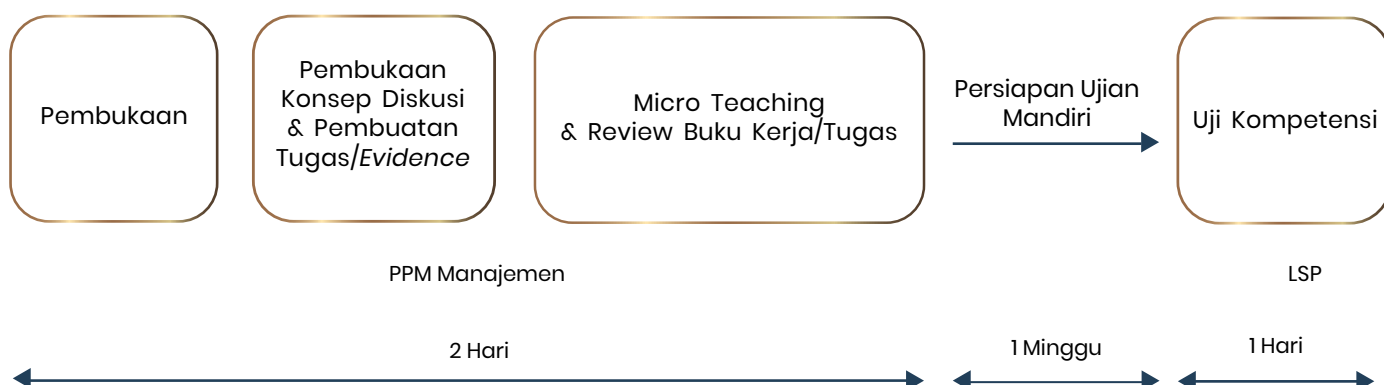 Pembukaan
Pembukaan
Konsep Diskusi
& Pembuatan
Tugas/Evidence
Micro Teaching
& Review Buku Kerja/Tugas
Persiapan Ujian
Mandiri
Uji Kompetensi
PPM Manajemen
LSP
2 Hari
1 Minggu
1 Hari